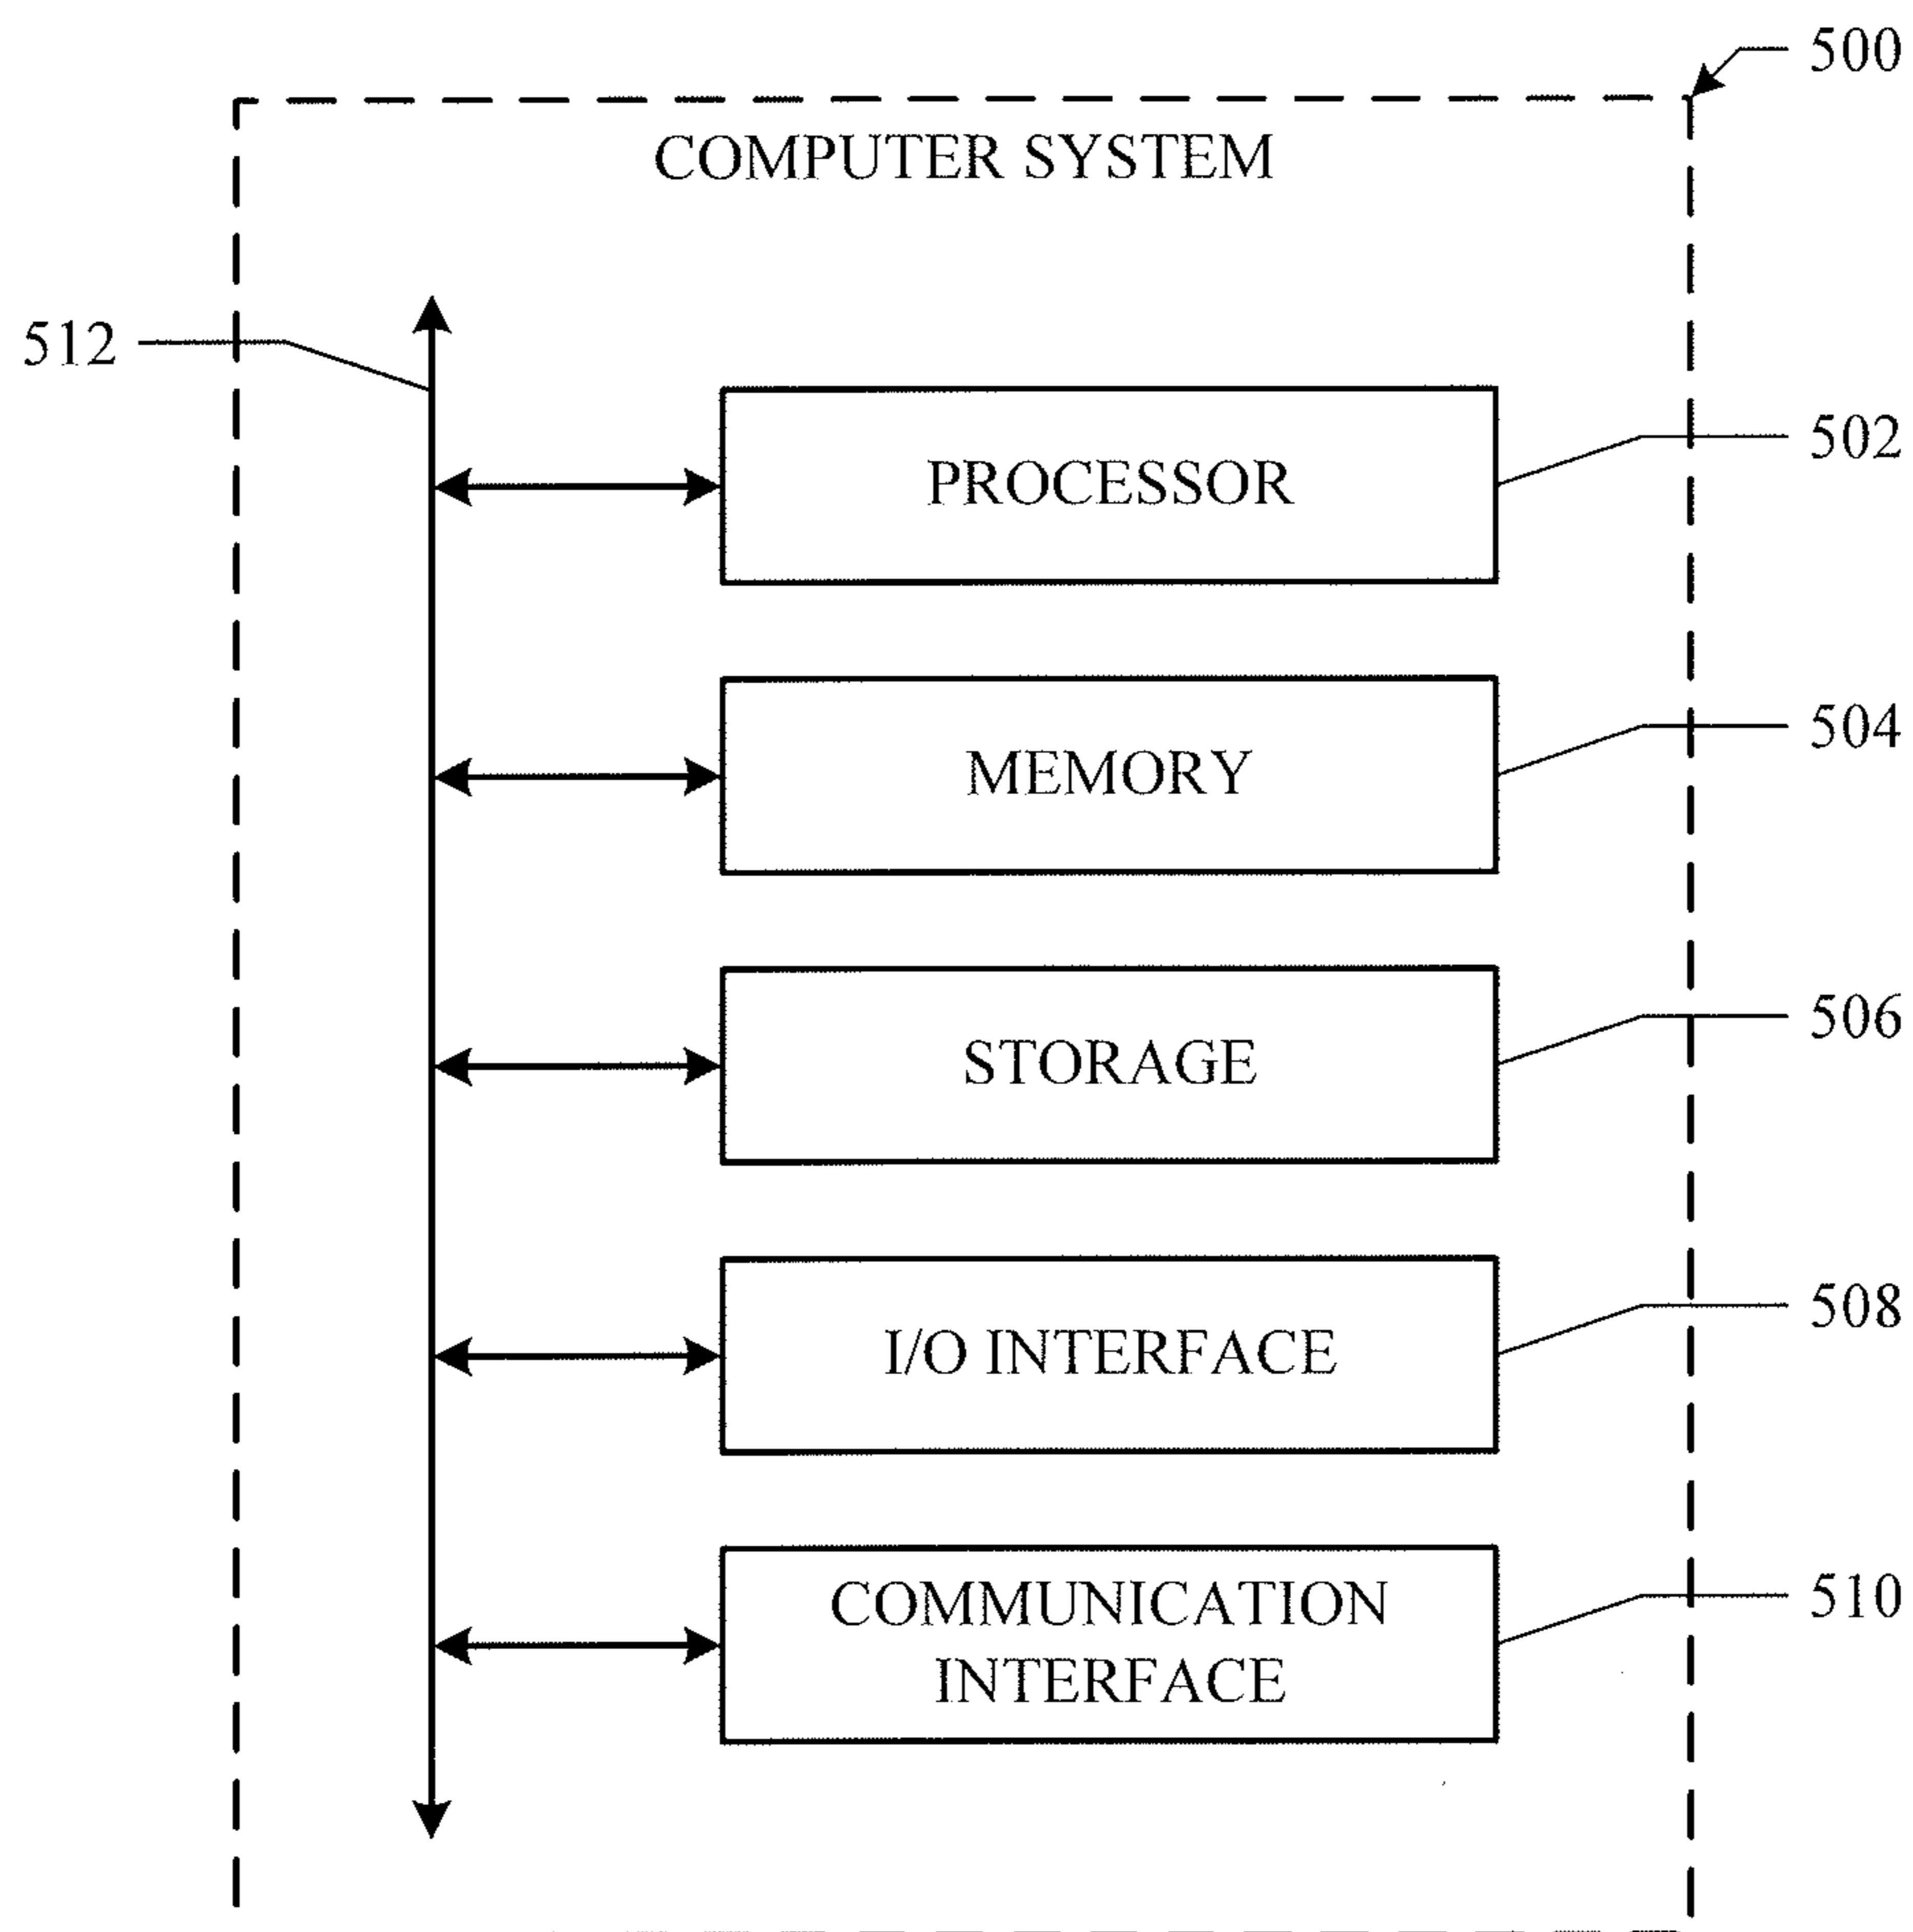 500
COMPUTER SYSTEM
512
502
PROCESSOR
504
MEMORY
506
STORAGE
508
I/O INTERFACE
510
COMMUNICATION
INTERFACE